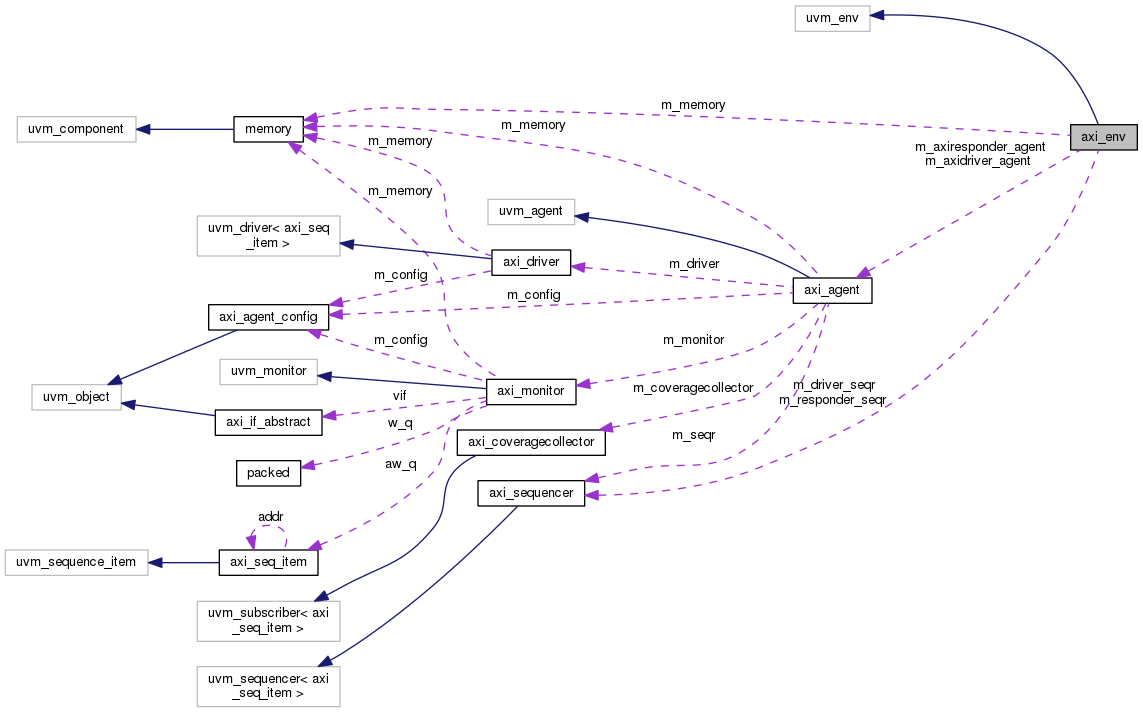 uvm_env
m_memory
uvm_component
memory
m_memory
axi_env
m_memory
m_axiresponder_agent
m_axidriver_agent
m_memory
uvm_agent
uvm_driver< axi_seq
_item >
axi_driver
m_driver
m_config
axi_agent
m_config
axi_agent_config
m_config
m_monitor
uvm_monitor
uvm_object
axi_monitor
m_coveragecollector
m_driver_seqr
m_responder_seqr
vif
axi_if_abstract
w_q
m_seqr
axi_coveragecollector
packed
aw_q
axi_sequencer
addr
uvm_sequence_item
axi_seq_item
uvm_subscriber< axi
_seq_item >
uvm_sequencer< axi
_seq_item >